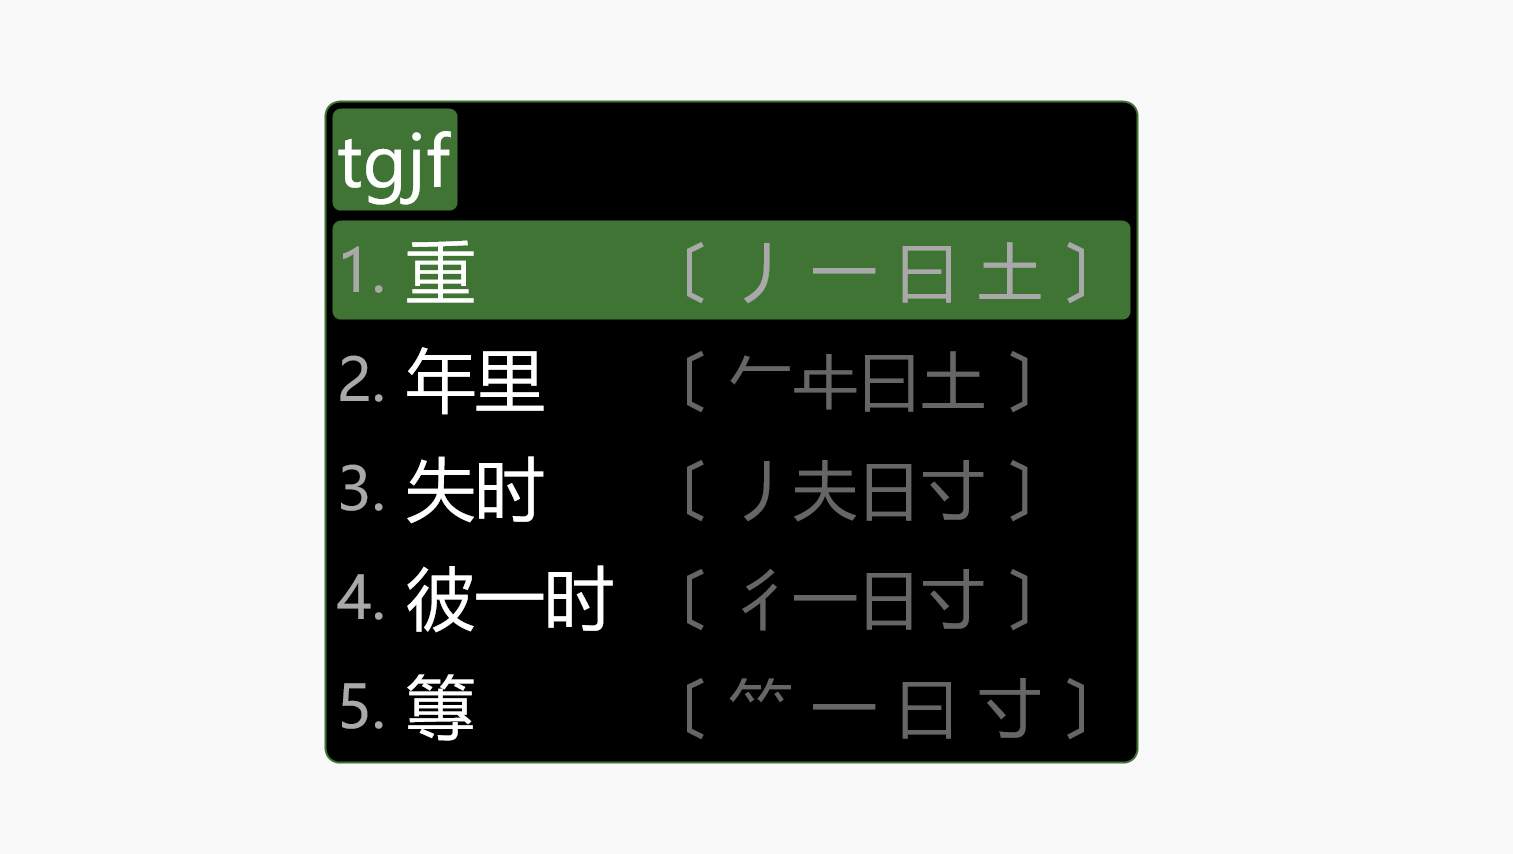 tgjf
1. 重 〔 丿 一 日 土 〕
2. 年里 〔 𠂉㐄日土 〕
3. 失时 〔 丿夫日寸 〕
4. 彼一时 〔 彳一日寸 〕
5. 篿 〔 𥫗 一 日 寸 〕